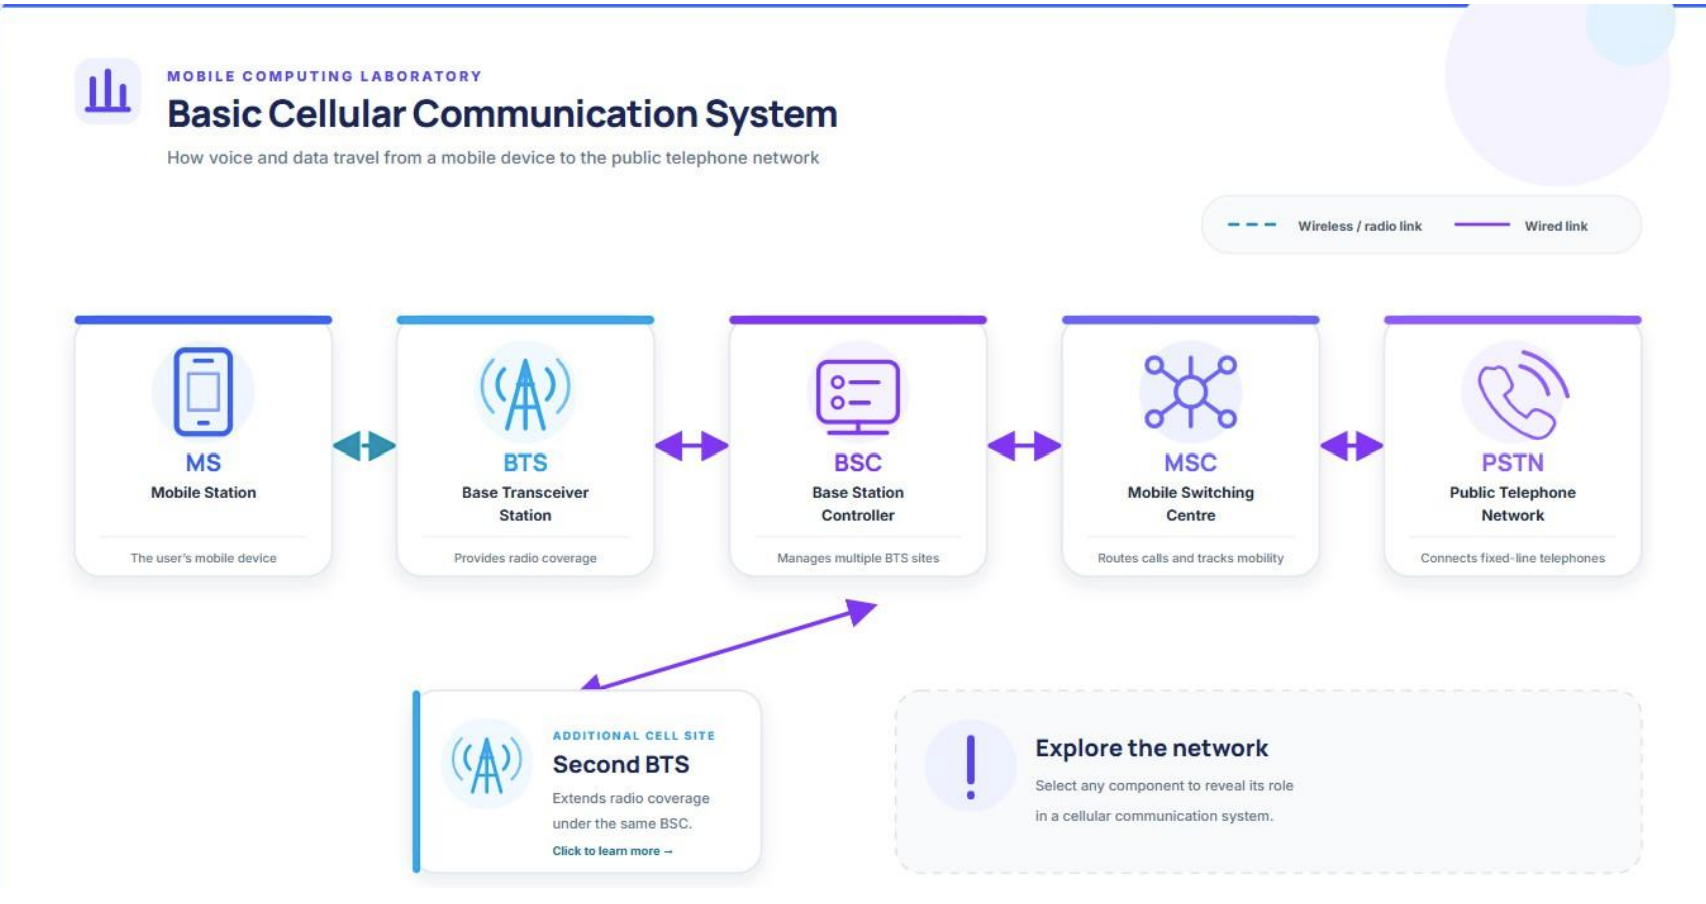 MOBILE COMPUTING LABORATORY
Basic Cellular Communication System
How voice and data travel from a mobile device to the public telephone network
Wireless / radio link
Wired link
MS
Mobile Station
The user's mobile device
BTS
Base Transceiver
Station
Provides radio coverage
BSC
Base Station
Controller
Manages multiple BTS sites
MSC
Mobile Switching
Centre
Routes calls and tracks mobility
PSTN
Public Telephone
Network
Connects fixed-line telephones
ADDITIONAL CELL SITE
Second BTS
Extends radio coverage
under the same BSC.
Click to learn more →
Explore the network
Select any component to reveal its role
in a cellular communication system.